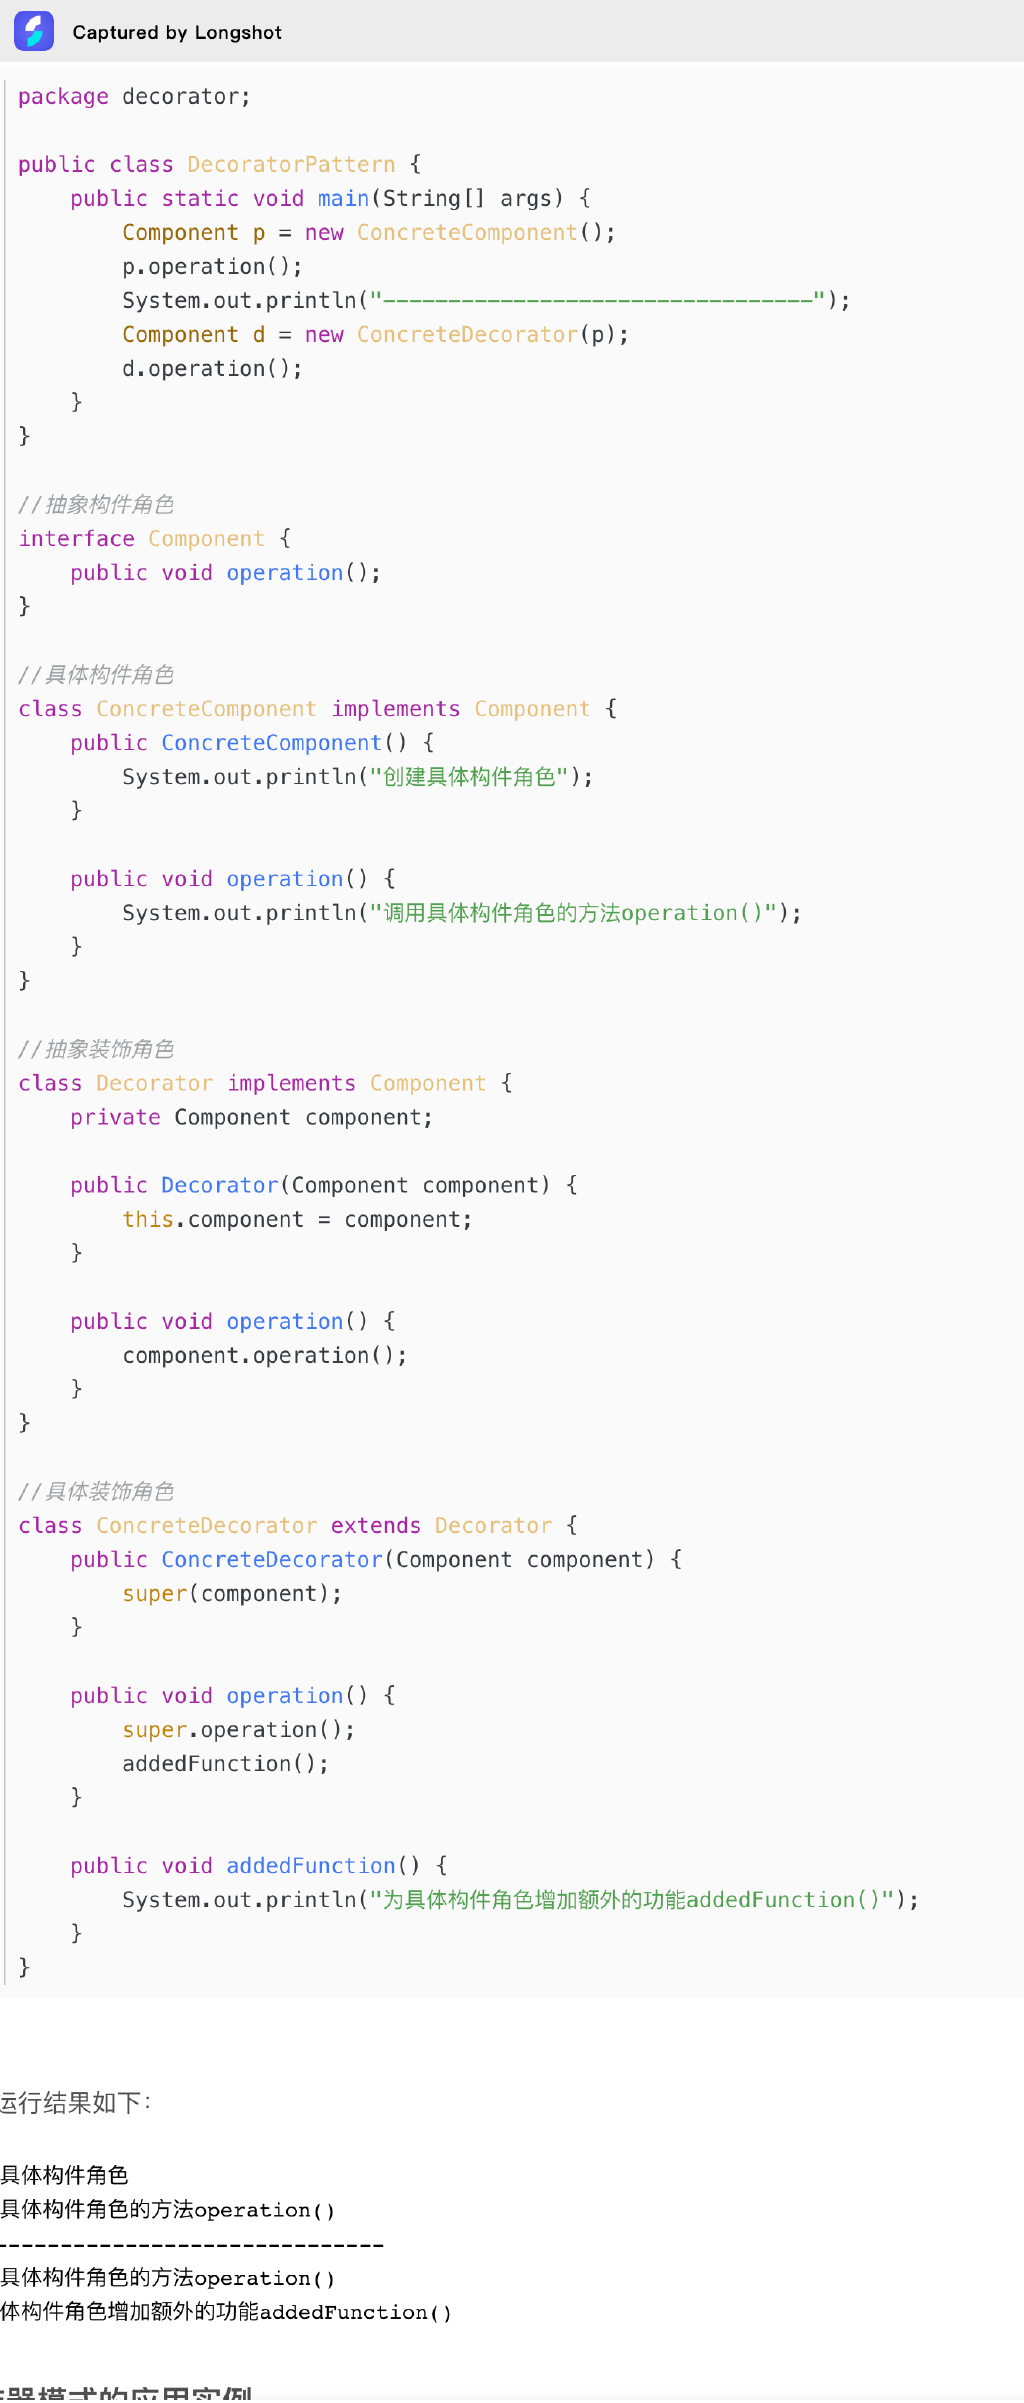 Captured by Longshot
package decorator;
public class DecoratorPattern {
    public static void main(String[] args) {
        Component p = new ConcreteComponent();
        p.operation();
        System.out.println("---------------------------------");
        Component d = new ConcreteDecorator(p);
        d.operation();
    }
}
//抽象构件角色
interface Component {
    public void operation();
}
//具体构件角色
class ConcreteComponent implements Component {
    public ConcreteComponent() {
        System.out.println("创建具体构件角色");
    }
    public void operation() {
        System.out.println("调用具体构件角色的方法operation()");
    }
}
//抽象装饰角色
class Decorator implements Component {
    private Component component;
    public Decorator(Component component) {
        this.component = component;
    }
    public void operation() {
        component.operation();
    }
}
//具体装饰角色
class ConcreteDecorator extends Decorator {
    public ConcreteDecorator(Component component) {
        super(component);
    }
    public void operation() {
        super.operation();
        addedFunction();
    }
    public void addedFunction() {
        System.out.println("为具体构件角色增加额外的功能addedFunction()");
    }
}
运行结果如下：
具体构件角色
具体构件角色的方法operation()
------------------------------
具体构件角色的方法operation()
体构件角色增加额外的功能addedFunction()
器模式的应用实例